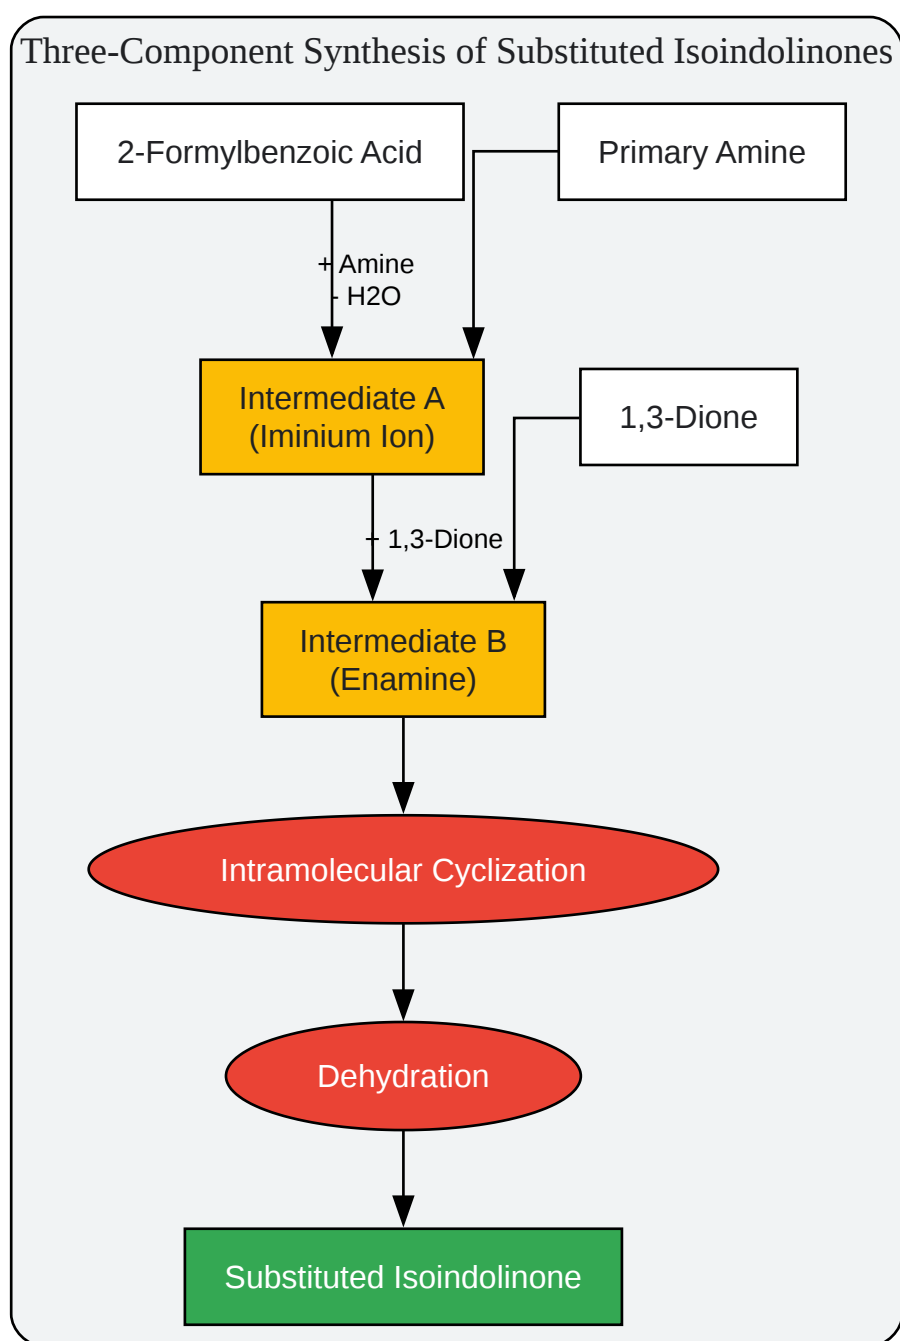 Three-Component Synthesis of Substituted Isoindolinones
2-Formylbenzoic Acid
Primary Amine
+ Amine
- H2O
Intermediate A
(Iminium Ion)
1,3-Dione
+ 1,3-Dione
Intermediate B
(Enamine)
Intramolecular Cyclization
Dehydration
Substituted Isoindolinone